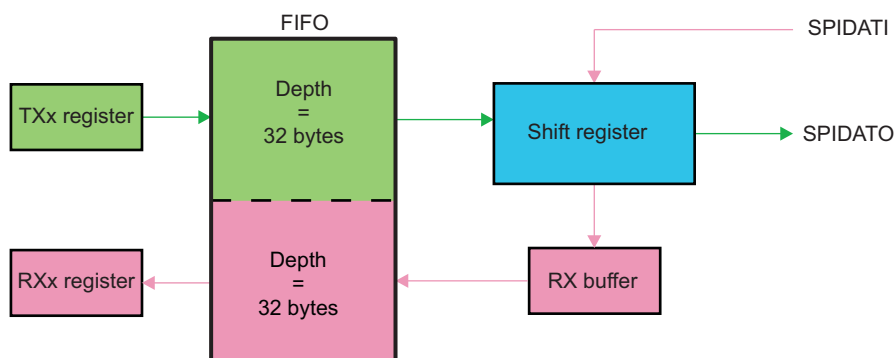 FIFO
SPIDATI
TXx register
Depth
=
32 bytes
Shift register
SPIDATO
RXx register
Depth
=
32 bytes
RX buffer